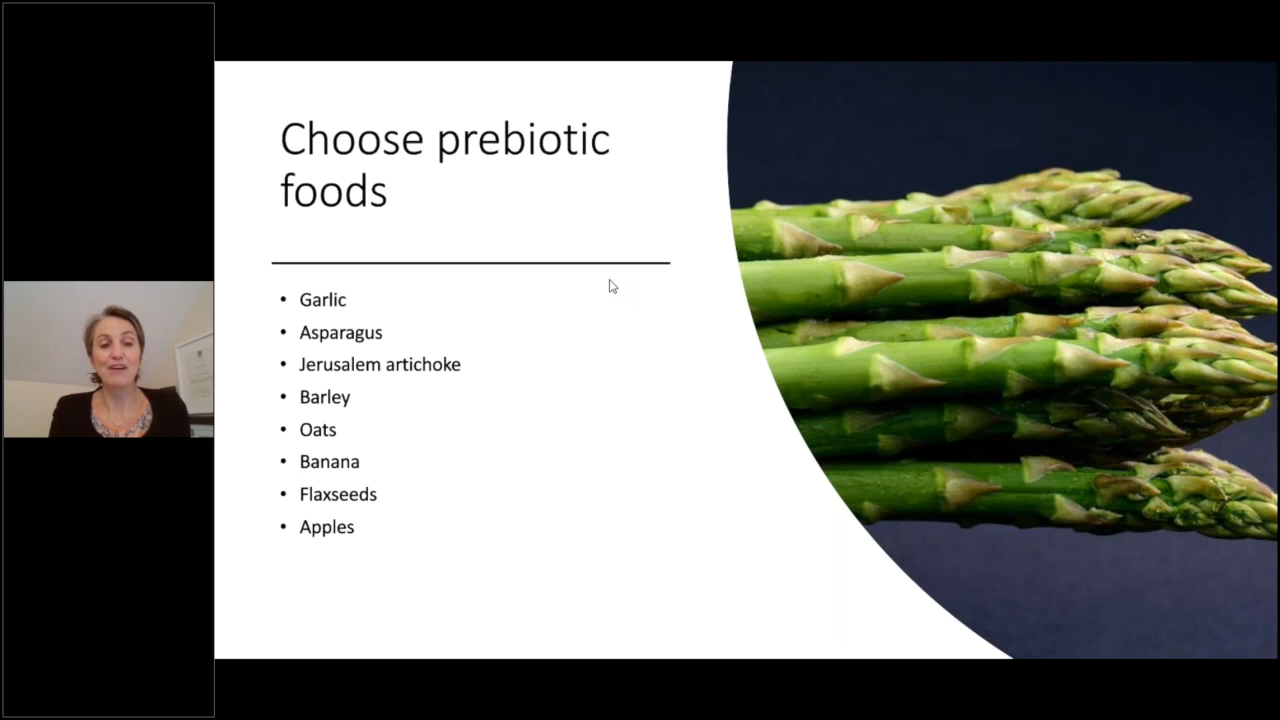 Choose prebiotic
foods
• Garlic
• Asparagus
• Jerusalem artichoke
• Barley
• Oats
• Banana
• Flaxseeds
• Apples